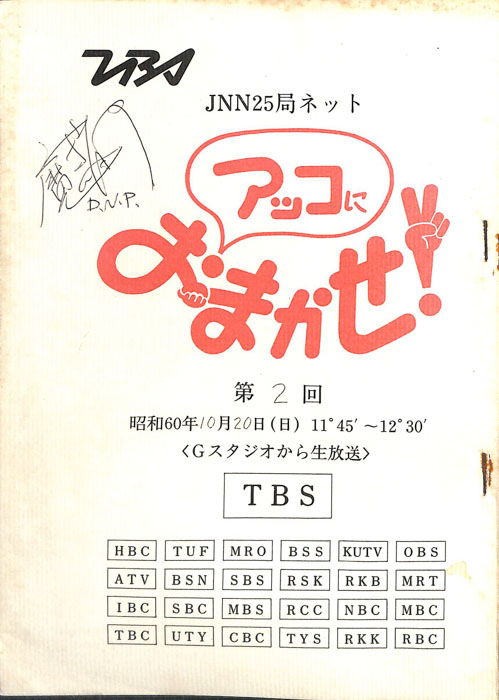 TBS
JNN25局ネット
D.N.P.
アッコに
おまかせ!
第 2 回
昭和60年10月20日(日) 11°45′~12°30′
<Gスタジオから生放送>
TBS
HBC TUF MRO BSS KUTV OBS
ATV BSN SBS RSK RKB MRT
IBC SBC MBS RCC NBC MBC
TBC UTY CBC TYS RKK RBC